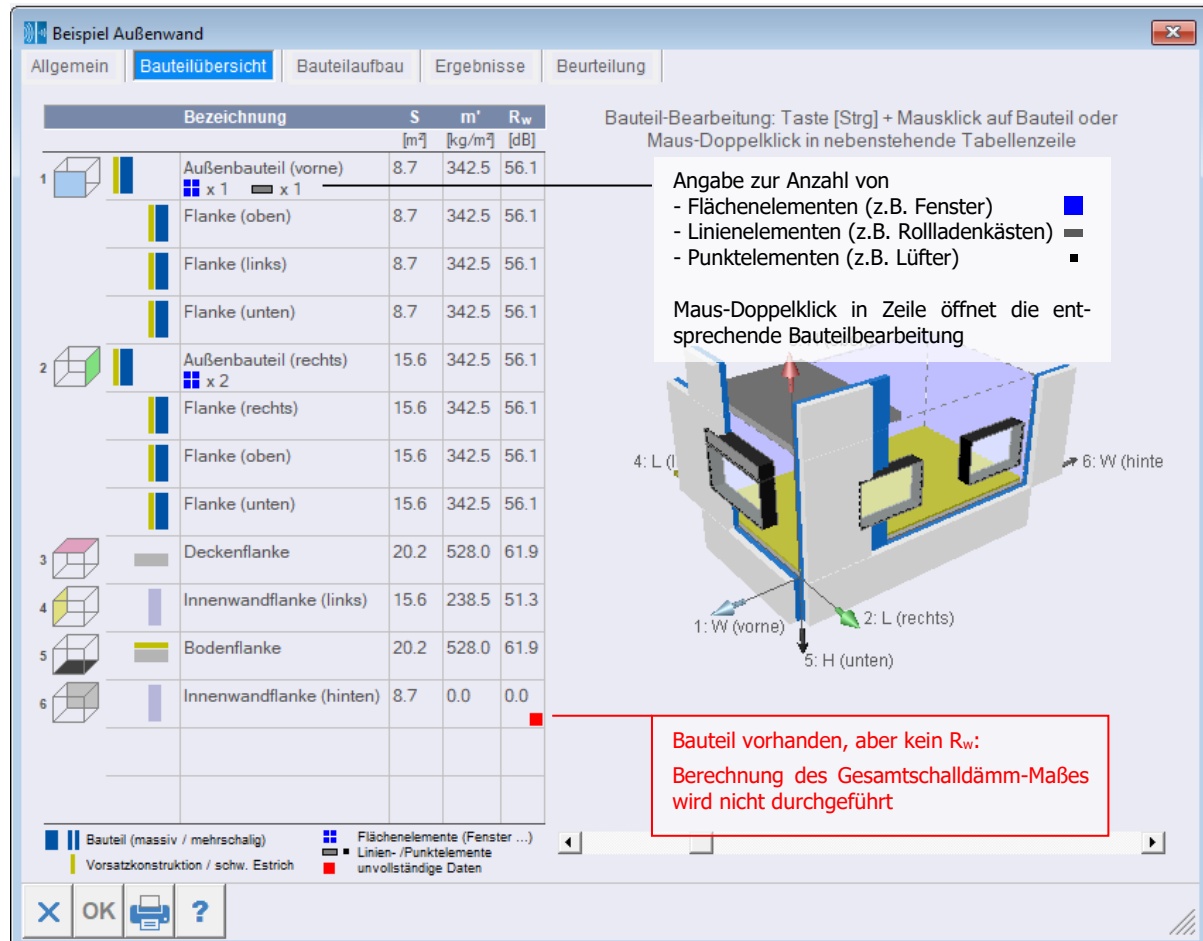 Beispiel Außenwand
Allgemein Bauteilübersicht Bauteilaufbau Ergebnisse Beurteilung
Bezeichnung S m' Rw
[m²] [kg/m²] [dB]
1 Außenbauteil (vorne) 8.7 342.5 56.1
x 1 x 1
Flanke (oben) 8.7 342.5 56.1
Flanke (links) 8.7 342.5 56.1
Flanke (unten) 8.7 342.5 56.1
2 Außenbauteil (rechts) 15.6 342.5 56.1
x 2
Flanke (rechts) 15.6 342.5 56.1
Flanke (oben) 15.6 342.5 56.1
Flanke (unten) 15.6 342.5 56.1
3 Deckenflanke 20.2 528.0 61.9
4 Innenwandflanke (links) 15.6 238.5 51.3
5 Bodenflanke 20.2 528.0 61.9
6 Innenwandflanke (hinten) 8.7 0.0 0.0
Bauteil (massiv / mehrschalig)
Vorsatzkonstruktion / schw. Estrich
Flächenelemente (Fenster ...)
Linien- /Punktelemente
unvollständige Daten
Bauteil-Bearbeitung: Taste [Strg] + Mausklick auf Bauteil oder
Maus-Doppelklick in nebenstehende Tabellenzeile
Angabe zur Anzahl von
- Flächenelementen (z.B. Fenster)
- Linienelementen (z.B. Rollladenkästen)
- Punktelementen (z.B. Lüfter)
Maus-Doppelklick in Zeile öffnet die ent-
sprechende Bauteilbearbeitung
4: L (
6: W (hinte
1: W (vorne)
2: L (rechts)
5: H (unten)
Bauteil vorhanden, aber kein Rw:
Berechnung des Gesamtschalldämm-Maßes
wird nicht durchgeführt
OK ?